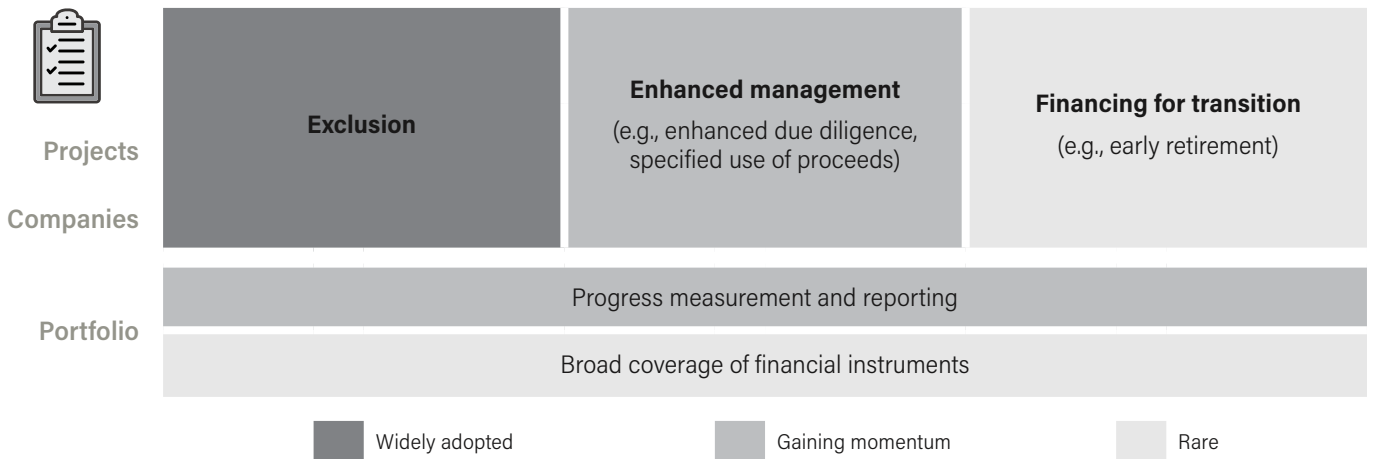 Projects
Companies
Exclusion
Enhanced management
(e.g., enhanced due diligence,
specified use of proceeds)
Financing for transition
(e.g., early retirement)
Portfolio
Progress measurement and reporting
Broad coverage of financial instruments
Widely adopted
Gaining momentum
Rare